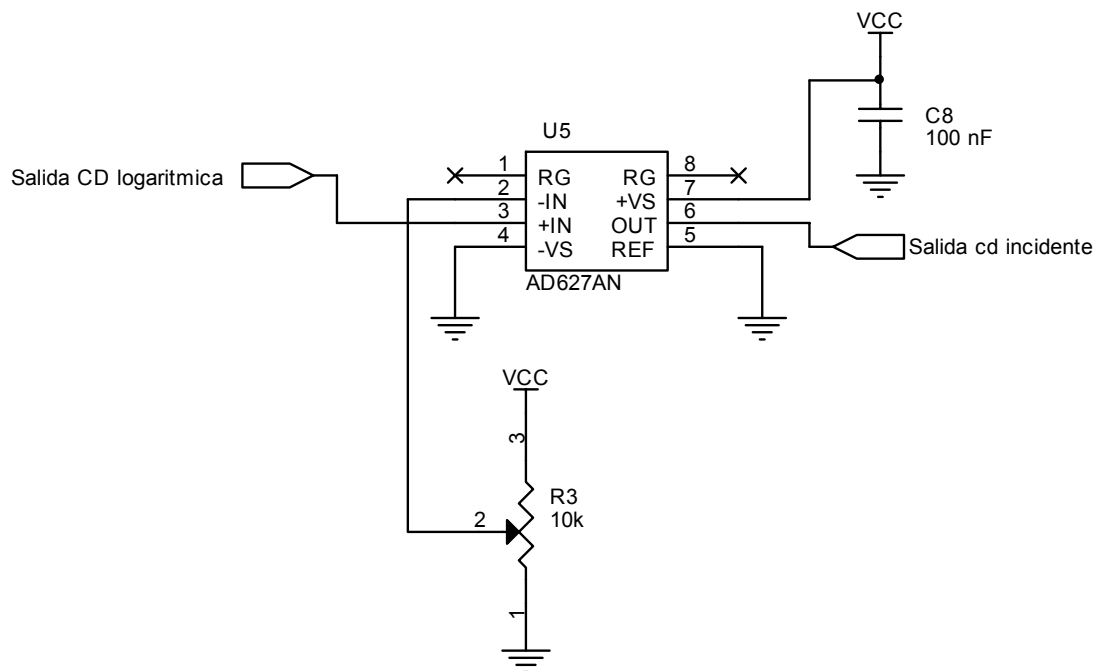 VCC
C8
100 nF
U5
Salida CD logaritmica
1 RG RG 8
2 -IN +VS 7
3 +IN OUT 6
4 -VS REF 5
Salida cd incidente
AD627AN
VCC
3
R3
10k
2
1